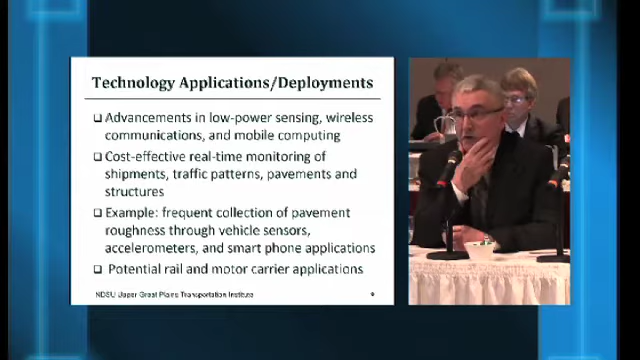 Technology Applications/Deployments
Advancements in low-power sensing, wireless
communications, and mobile computing
Cost-effective real-time monitoring of
shipments, traffic patterns, pavements and
structures
Example: frequent collection of pavement
roughness through vehicle sensors,
accelerometers, and smart phone applications
Potential rail and motor carrier applications
NDSU Upper Great Plains Transportation Institute